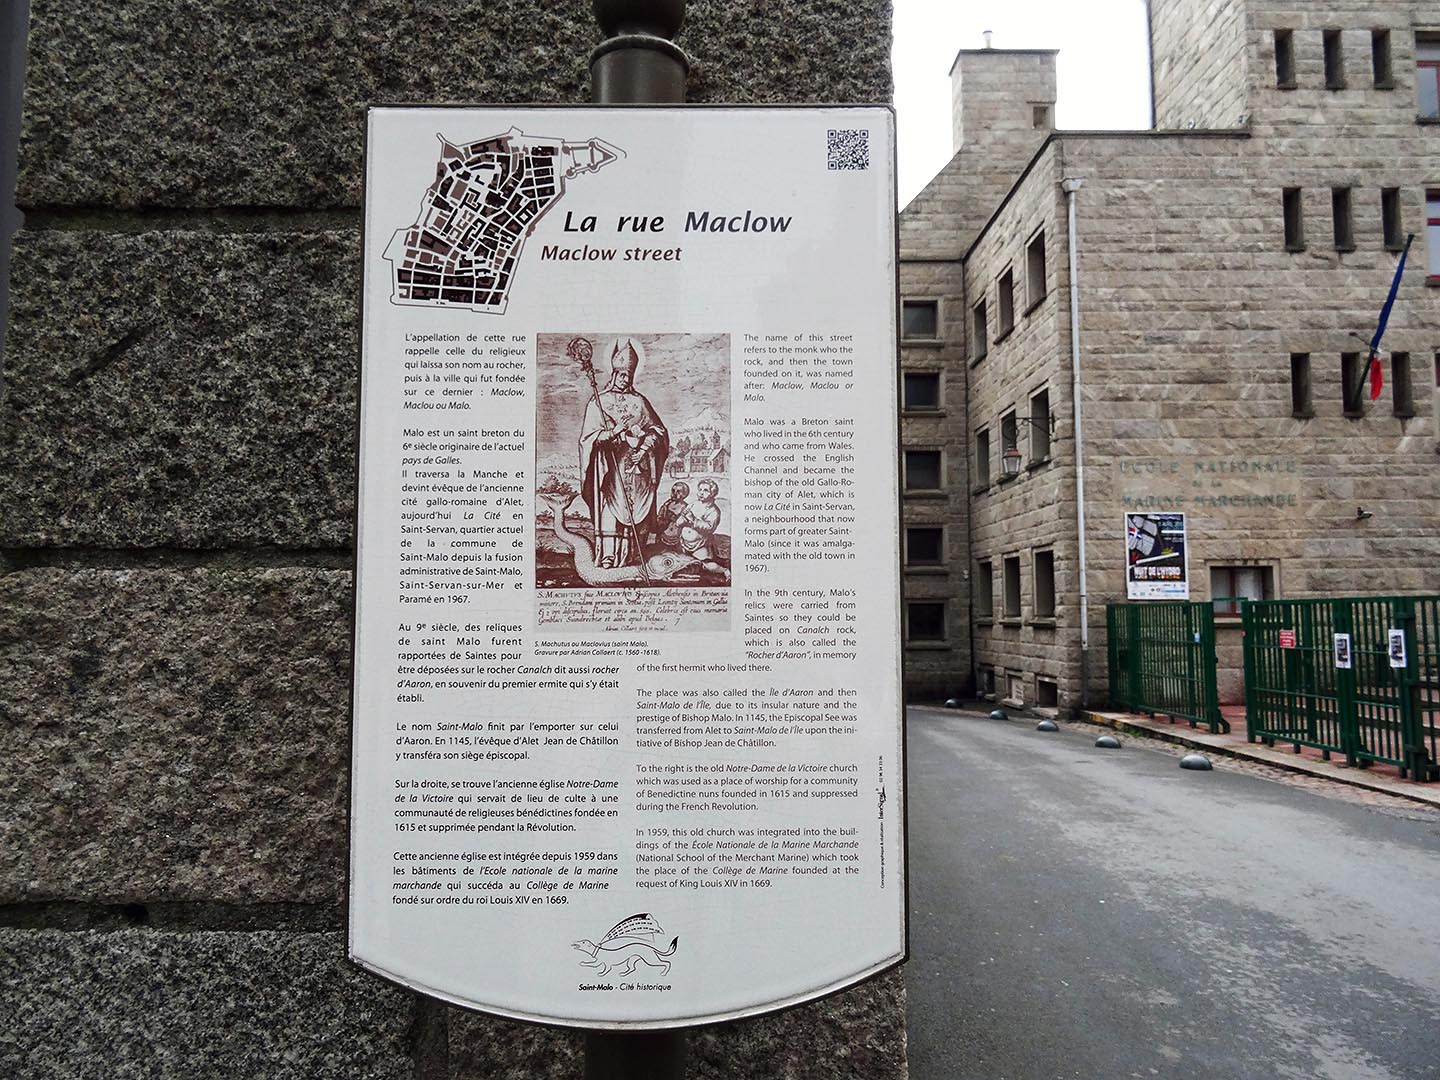 La rue Maclow
Maclow street
L'appellation de cette rue
rappelle celle du religieux
qui laissa son nom au rocher,
puis à la ville qui fut fondée
sur ce dernier : Maclow,
Maclou ou Malo.
Malo est un saint breton du
6e siècle originaire de l'actuel
pays de Galles.
Il traversa la Manche et
devint évêque de l'ancienne
cité gallo-romaine d'Alet,
aujourd'hui La Cité en
Saint-Servan, quartier actuel
de la commune de
Saint-Malo depuis la fusion
administrative de Saint-Malo,
Saint-Servan-sur-Mer et
Paramé en 1967.
Au 9e siècle, des reliques
de saint Malo furent
rapportées de Saintes pour
être déposées sur le rocher Canalch dit aussi rocher
d'Aaron, en souvenir du premier ermite qui s'y était
établi.
Le nom Saint-Malo finit par l'emporter sur celui
d'Aaron. En 1145, l'évêque d'Alet Jean de Châtillon
y transféra son siège épiscopal.
Sur la droite, se trouve l'ancienne église Notre-Dame
de la Victoire qui servait de lieu de culte à une
communauté de religieuses bénédictines fondée en
1615 et supprimée pendant la Révolution.
Cette ancienne église est intégrée depuis 1959 dans
les bâtiments de l'Ecole nationale de la marine
marchande qui succéda au Collège de Marine
fondé sur ordre du roi Louis XIV en 1669.
S. Machutus ou Maclovius (saint Malo).
Gravure par Adrian Collaert (c. 1560 -1618).
The name of this street
refers to the monk who the
rock, and then the town
founded on it, was named
after: Maclow, Maclou or
Malo.
Malo was a Breton saint
who lived in the 6th century
and who came from Wales.
He crossed the English
Channel and became the
bishop of the old Gallo-Ro-
man city of Alet, which is
now La Cité in Saint-Servan,
a neighbourhood that now
forms part of greater Saint-
Malo (since it was amalga-
mated with the old town in
1967).
In the 9th century, Malo's
relics were carried from
Saintes so they could be
placed on Canalch rock,
which is also called the
"Rocher d'Aaron", in memory
of the first hermit who lived there.
The place was also called the Île d'Aaron and then
Saint-Malo de l'Île, due to its insular nature and the
prestige of Bishop Malo. In 1145, the Episcopal See was
transferred from Alet to Saint-Malo de l'Île upon the ini-
tiative of Bishop Jean de Châtillon.
To the right is the old Notre-Dame de la Victoire church
which was used as a place of worship for a community
of Benedictine nuns founded in 1615 and suppressed
during the French Revolution.
In 1959, this old church was integrated into the buil-
dings of the École Nationale de la Marine Marchande
(National School of the Merchant Marine) which took
the place of the Collège de Marine founded at the
request of King Louis XIV in 1669.
Saint-Malo - Cité historique
ECOLE NATIONALE
MARINE MARCHANDE
NUIT DE L'HYDRO